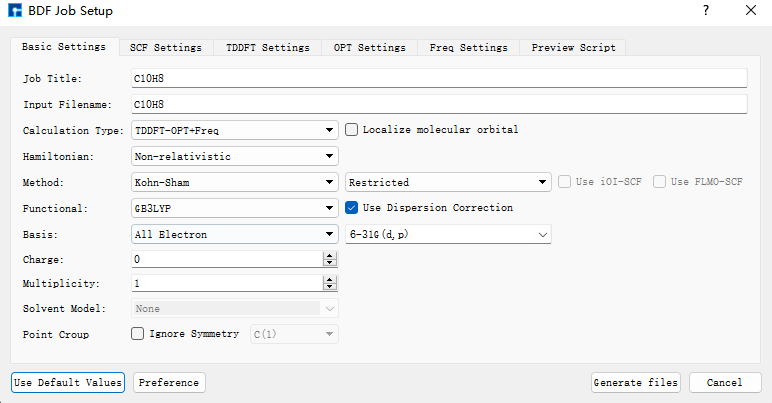 BDF Job Setup ?
Basic Settings SCF Settings TDDFT Settings OPT Settings Freq Settings Preview Script
Job Title: C10H8
Input Filename: C10H8
Calculation Type: TDDFT-OPT+Freq Localize molecular orbital
Hamiltonian: Non-relativistic
Method: Kohn-Sham Restricted Use iOI-SCF Use FLMO-SCF
Functional: GB3LYP Use Dispersion Correction
Basis: All Electron 6-31G(d,p)
Charge: 0
Multiplicity: 1
Solvent Model: None
Point Croup Ignore Symmetry C(1)
Use Default Values Preference Generate files Cancel